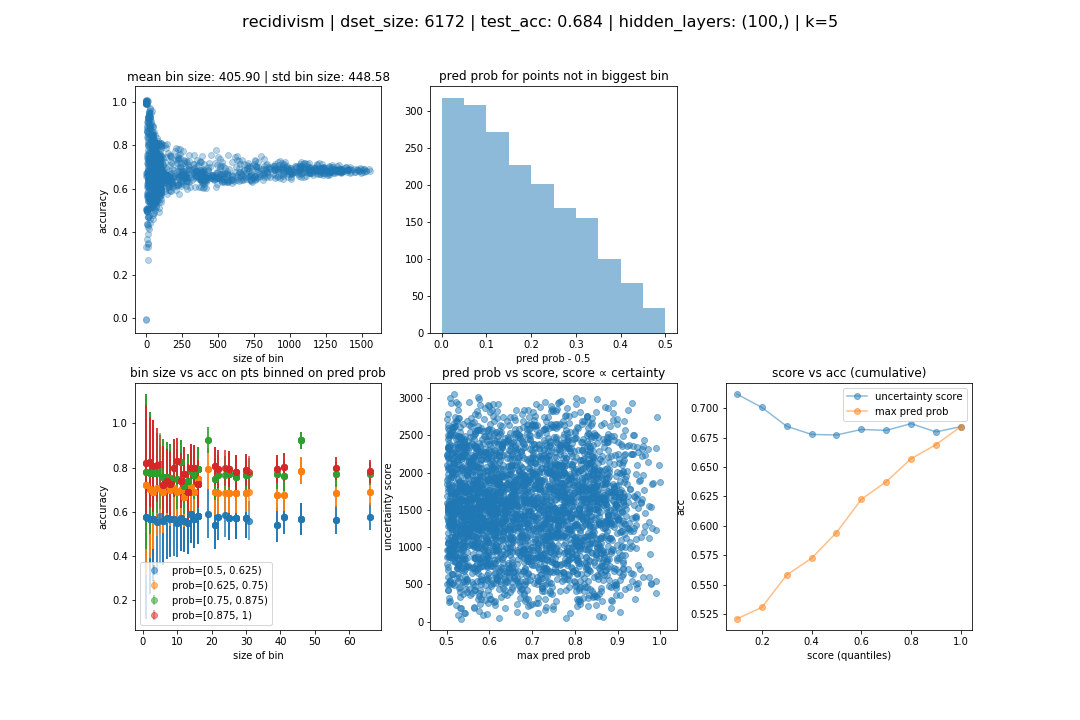 recidivism | dset_size: 6172 | test_acc: 0.684 | hidden_layers: (100,) | k=5
mean bin size: 405.90 | std bin size: 448.58
1.0
0.8
0.6
0.4
0.2
0.0
accuracy
0 250 500 750 1000 1250 1500
size of bin
pred prob for points not in biggest bin
300
250
200
150
100
50
0
0.0 0.1 0.2 0.3 0.4 0.5
pred prob - 0.5
bin size vs acc on pts binned on pred prob
1.0
0.8
0.6
0.4
0.2
accuracy
prob=[0.5, 0.625)
prob=[0.625, 0.75)
prob=[0.75, 0.875)
prob=[0.875, 1)
0 10 20 30 40 50 60
size of bin
pred prob vs score, score ∝ certainty
3000
2500
2000
1500
1000
500
0
uncertainty score
0.5 0.6 0.7 0.8 0.9 1.0
max pred prob
score vs acc (cumulative)
uncertainty score
max pred prob
0.700
0.675
0.650
0.625
0.600
0.575
0.550
0.525
acc
0.2 0.4 0.6 0.8 1.0
score (quantiles)